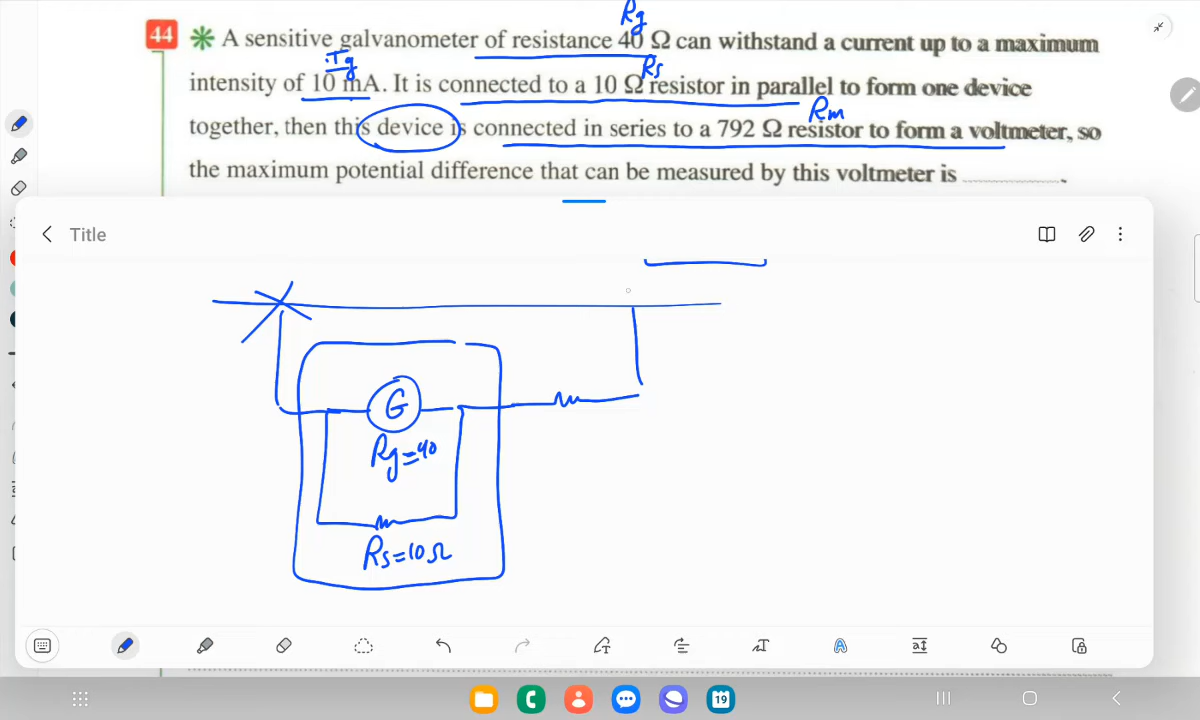 Rg
44 ✳ A sensitive galvanometer of resistance 40 Ω can withstand a current up to a maximum
Ig
Rs
intensity of 10 mA. It is connected to a 10 Ω resistor in parallel to form one device
Rm
together, then this device is connected in series to a 792 Ω resistor to form a voltmeter, so
the maximum potential difference that can be measured by this voltmeter is ............ .
Title
G
Rg=40
Rs=10Ω
19